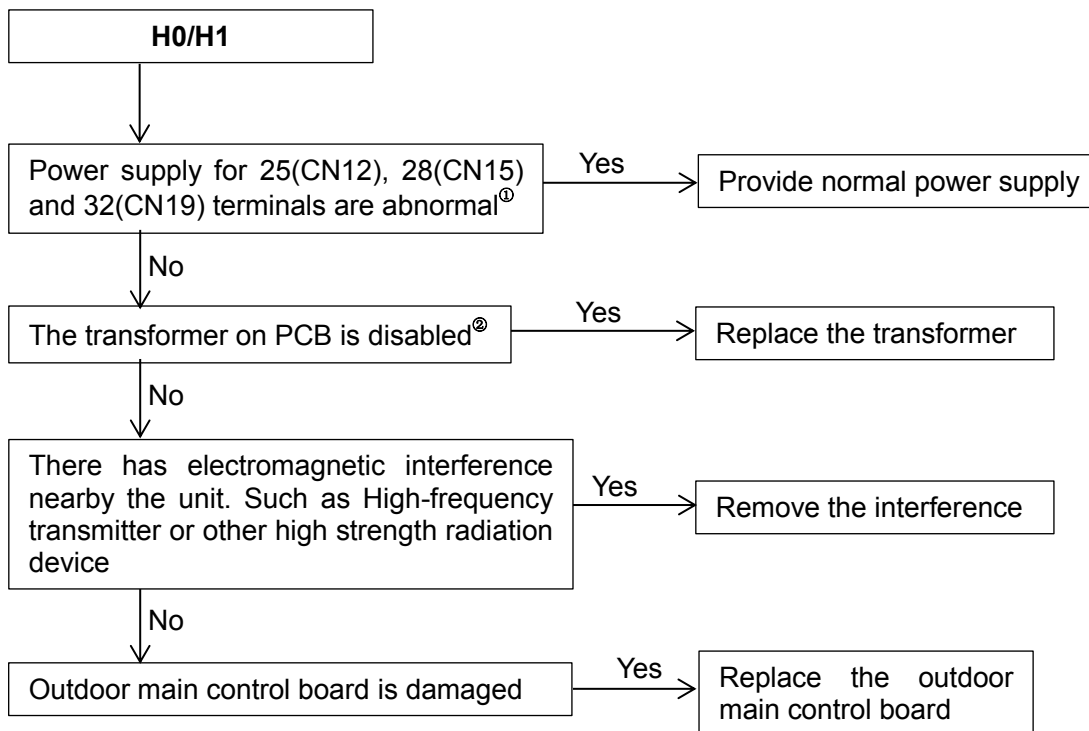 H0/H1
Power supply for 25(CN12), 28(CN15)
and 32(CN19) terminals are abnormal①
Yes
Provide normal power supply
No
The transformer on PCB is disabled②
Yes
Replace the transformer
No
There has electromagnetic interference
nearby the unit. Such as High-frequency
transmitter or other high strength radiation
device
Yes
Remove the interference
No
Outdoor main control board is damaged
Yes
Replace the outdoor
main control board